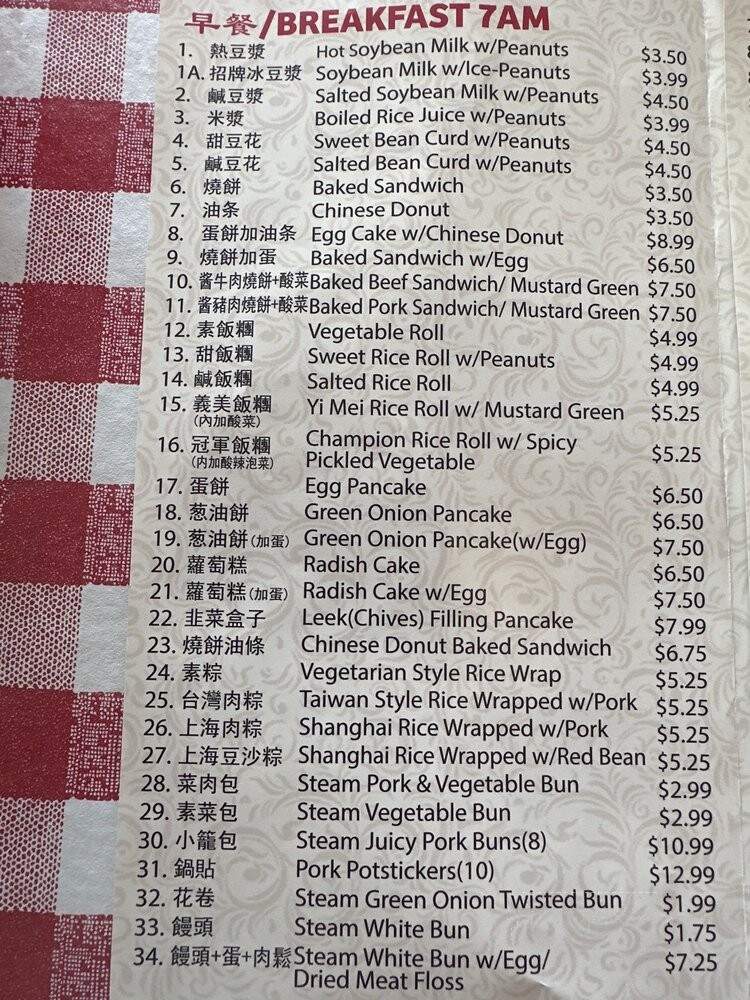 早餐/BREAKFAST 7AM
1. 熱豆漿 Hot Soybean Milk w/Peanuts $3.50
1A. 招牌冰豆漿 Soybean Milk w/Ice-Peanuts $3.99
2. 鹹豆漿 Salted Soybean Milk w/Peanuts $4.50
3. 米漿 Boiled Rice Juice w/Peanuts $3.99
4. 甜豆花 Sweet Bean Curd w/Peanuts $4.50
5. 鹹豆花 Salted Bean Curd w/Peanuts $4.50
6. 燒餅 Baked Sandwich $3.50
7. 油条 Chinese Donut $3.50
8. 蛋餅加油条 Egg Cake w/Chinese Donut $8.99
9. 燒餅加蛋 Baked Sandwich w/Egg $6.50
10. 酱牛肉燒餅+酸菜 Baked Beef Sandwich/ Mustard Green $7.50
11. 酱豬肉燒餅+酸菜 Baked Pork Sandwich/ Mustard Green $7.50
12. 素飯糰 Vegetable Roll $4.99
13. 甜飯糰 Sweet Rice Roll w/Peanuts $4.99
14. 鹹飯糰 Salted Rice Roll $4.99
15. 義美飯糰 Yi Mei Rice Roll w/ Mustard Green $5.25
(內加酸菜)
16. 冠軍飯糰 Champion Rice Roll w/ Spicy $5.25
(内加酸辣泡菜) Pickled Vegetable
17. 蛋餅 Egg Pancake $6.50
18. 葱油餅 Green Onion Pancake $6.50
19. 葱油餅(加蛋) Green Onion Pancake(w/Egg) $7.50
20. 蘿蔔糕 Radish Cake $6.50
21. 蘿蔔糕(加蛋) Radish Cake w/Egg $7.50
22. 韭菜盒子 Leek(Chives) Filling Pancake $7.99
23. 燒餅油條 Chinese Donut Baked Sandwich $6.75
24. 素粽 Vegetarian Style Rice Wrap $5.25
25. 台灣肉粽 Taiwan Style Rice Wrapped w/Pork $5.25
26. 上海肉粽 Shanghai Rice Wrapped w/Pork $5.25
27. 上海豆沙粽 Shanghai Rice Wrapped w/Red Bean $5.25
28. 菜肉包 Steam Pork & Vegetable Bun $2.99
29. 素菜包 Steam Vegetable Bun $2.99
30. 小籠包 Steam Juicy Pork Buns(8) $10.99
31. 鍋貼 Pork Potstickers(10) $12.99
32. 花卷 Steam Green Onion Twisted Bun $1.99
33. 饅頭 Steam White Bun $1.75
34. 饅頭+蛋+肉鬆 Steam White Bun w/Egg/ $7.25
Dried Meat Floss